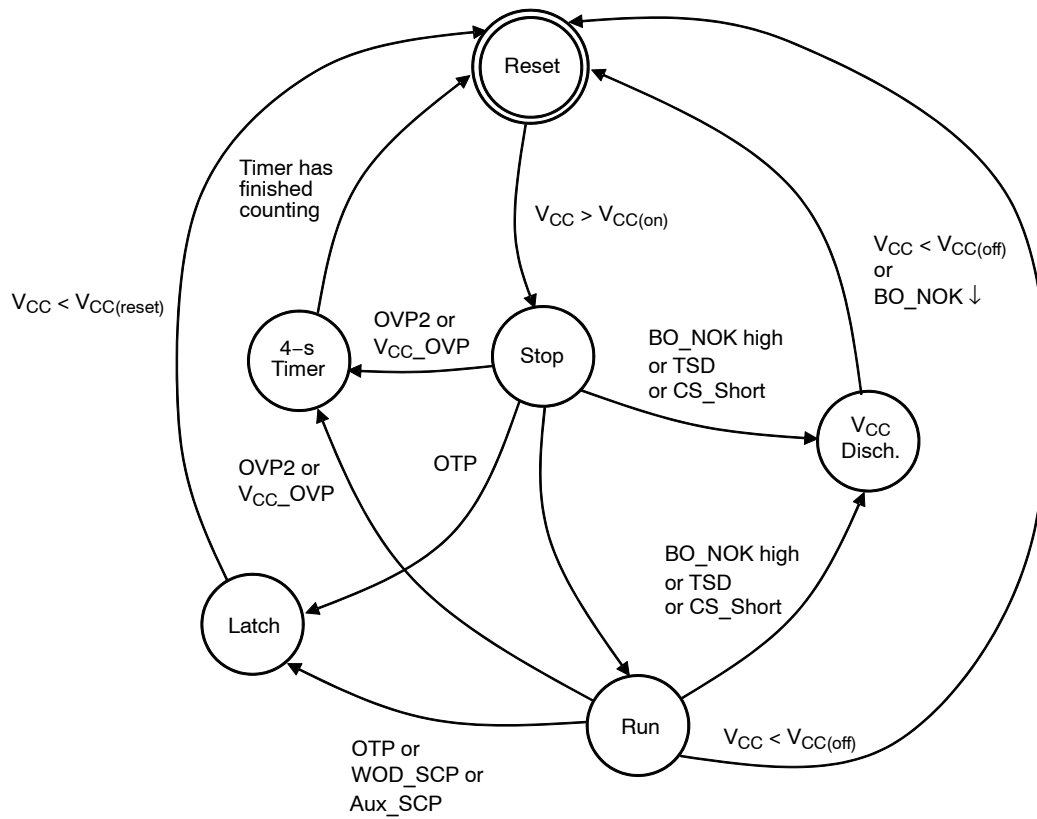 Reset
Timer has
finished
counting
V_CC > V_CC(on)
V_CC < V_CC(off)
or
BO_NOK ↓
V_CC < V_CC(reset)
OVP2 or
V_CC_OVP
4–s
Timer
Stop
BO_NOK high
or TSD
or CS_Short
V_CC
Disch.
OVP2 or
V_CC_OVP
OTP
BO_NOK high
or TSD
or CS_Short
Latch
Run
V_CC < V_CC(off)
OTP or
WOD_SCP or
Aux_SCP